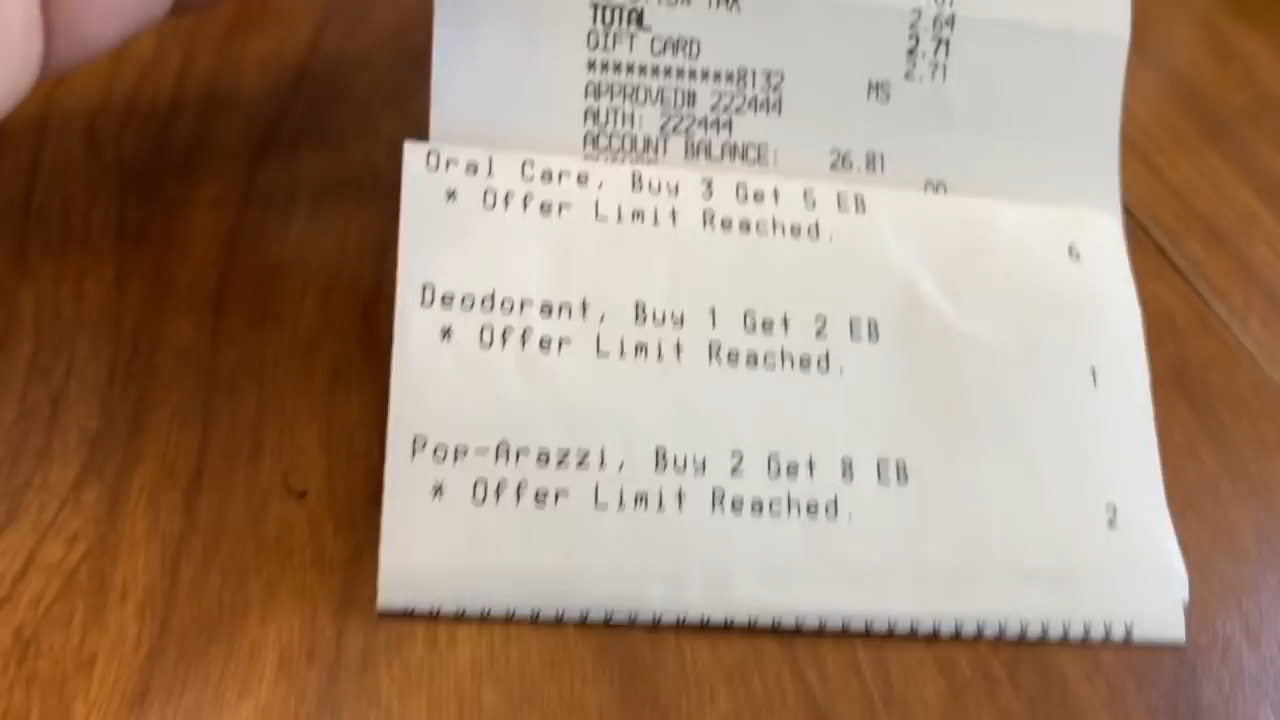 TAX
2.64
TOTAL 2.71
GIFT CARD 2.71
************8132 MS
APPROVED# 222444
AUTH: 222444
ACCOUNT BALANCE: 26.81
Oral Care, Buy 3 Get 5 EB
* Offer Limit Reached. 6
Deodorant, Buy 1 Get 2 EB
* Offer Limit Reached. 1
Pop-Arazzi, Buy 2 Get 8 EB
* Offer Limit Reached. 2